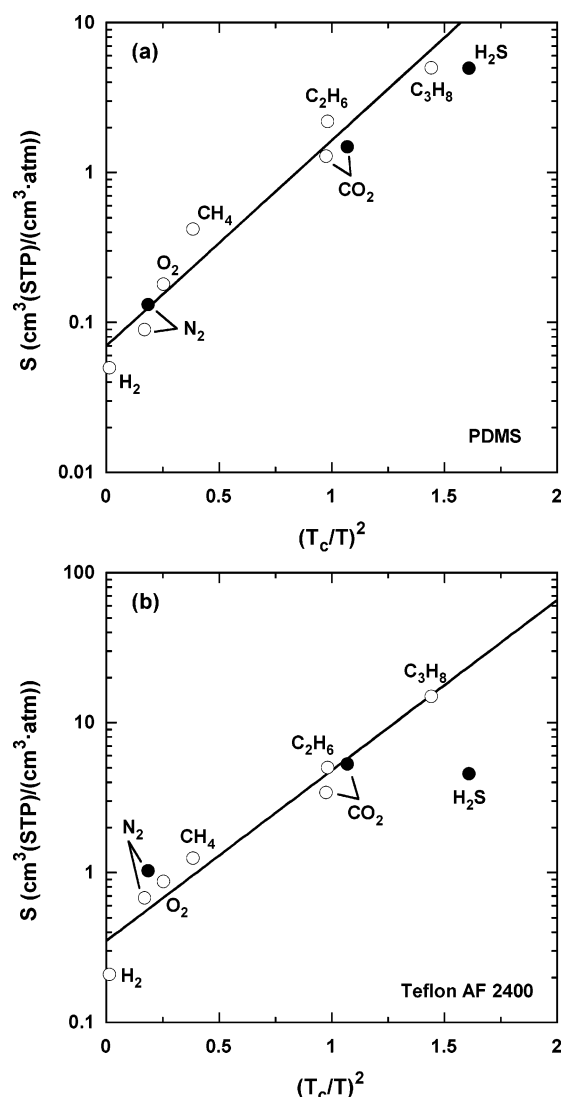 10
(a)
H₂S
C₂H₆
C₃H₈
1
CO₂
CH₄
O₂
S (cm³(STP)/(cm³·atm))
0.1
N₂
H₂
PDMS
0.01
0
0.5
1
1.5
2
(T_c/T)²
100
(b)
C₃H₈
10
C₂H₆
H₂S
CO₂
N₂
CH₄
S (cm³(STP)/(cm³·atm))
1
O₂
H₂
Teflon AF 2400
0.1
0
0.5
1
1.5
2
(T_c/T)²